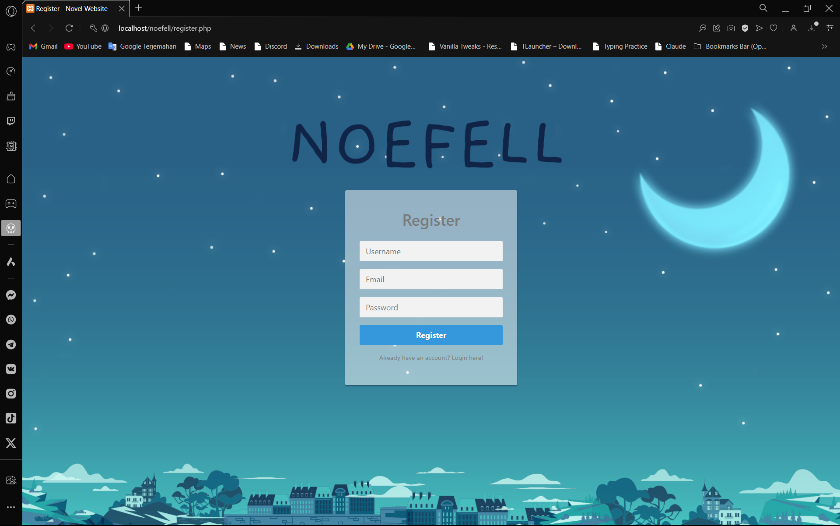 Register - Novel Website
localhost/noefell/register.php
Gmail YouTube Google Terjemahan Maps News Discord Downloads My Drive - Google... Vanilla Tweaks - Res... TLauncher – Downl... Typing Practice Claude Bookmarks Bar (Op...
NOEFELL
Register
Username
Email
Password
Register
Already have an account? Login here!